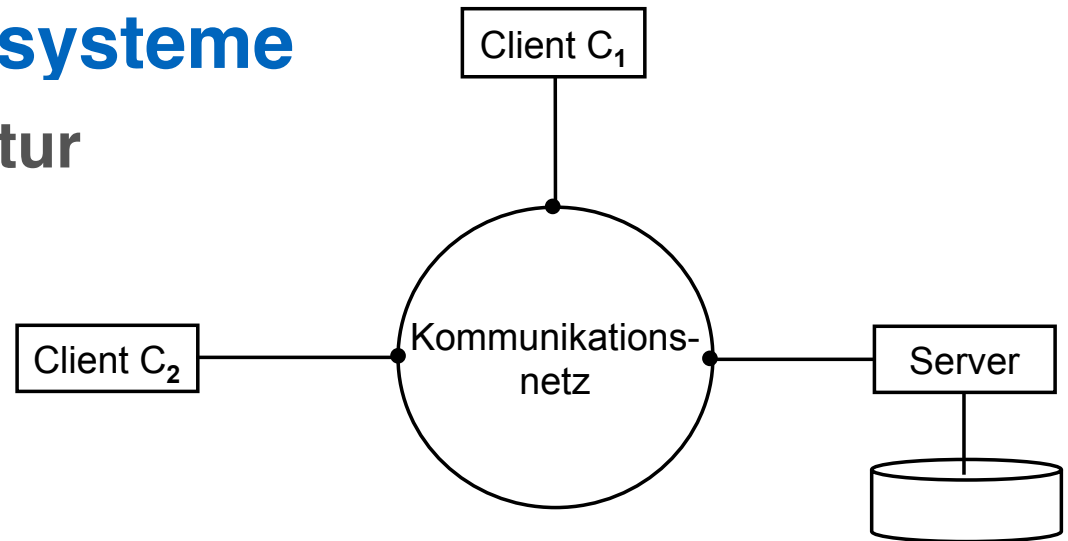 systeme
tur
Client C₁
Client C₂
Kommunikations-
netz
Server